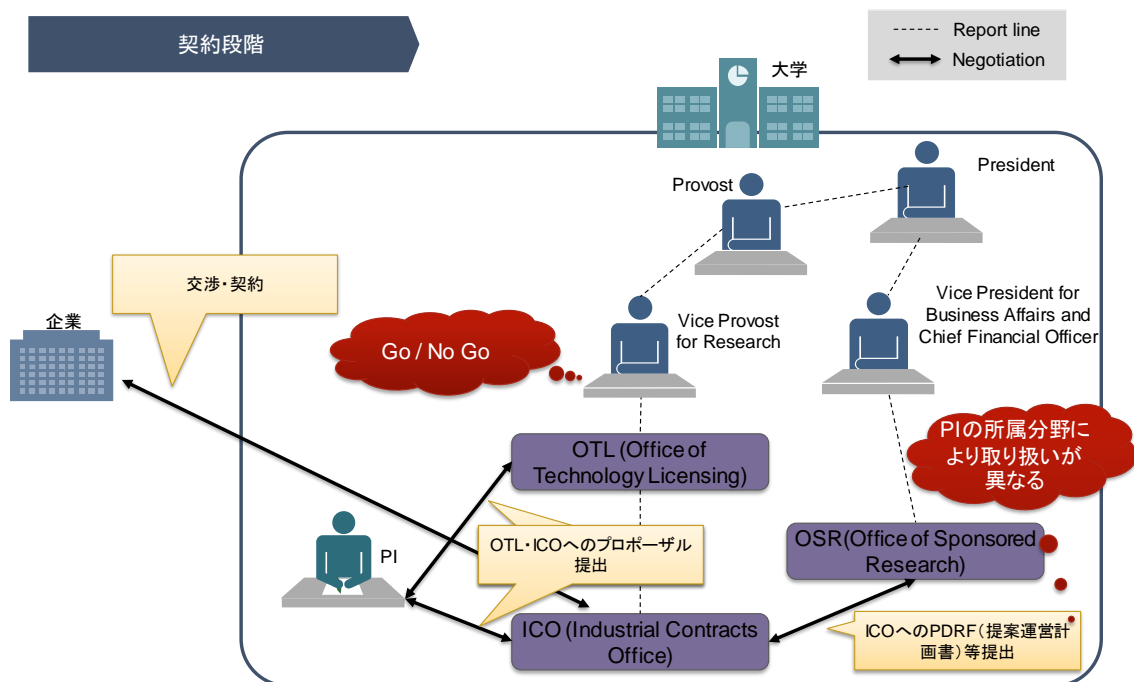 契約段階
Report line
Negotiation
大学
President
Provost
交渉・契約
企業
Vice Provost
for Research
Vice President for
Business Affairs and
Chief Financial Officer
Go / No Go
PIの所属分野に
より取り扱いが
異なる
OTL (Office of
Technology Licensing)
OTL・ICOへのプロポーザル
提出
PI
OSR(Office of Sponsored
Research)
ICO (Industrial Contracts
Office)
ICOへのPDRF(提案運営計
画書)等提出